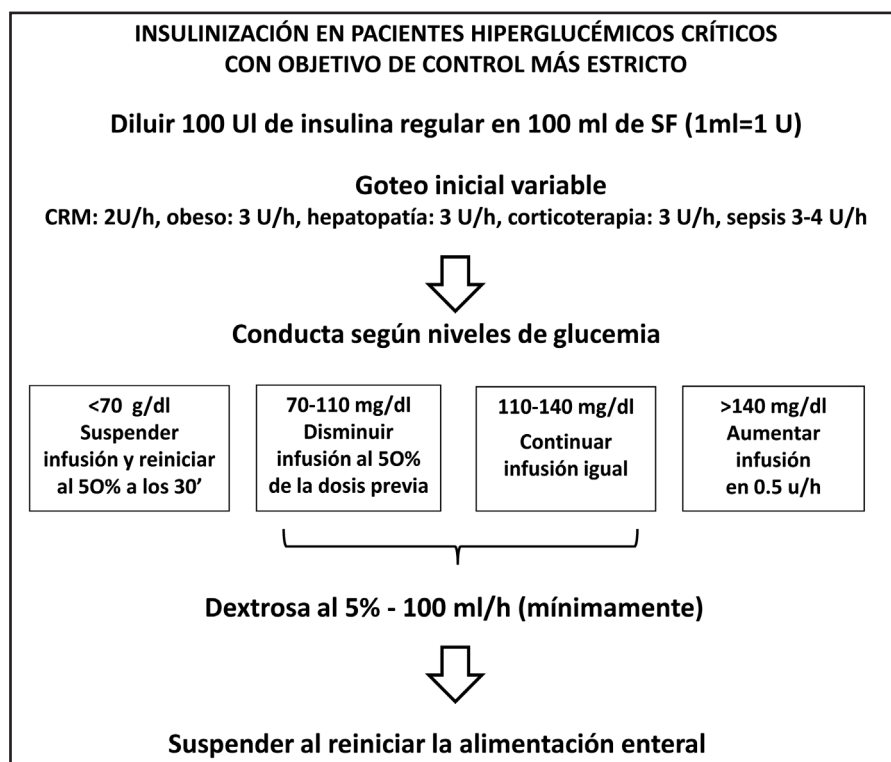 INSULINIZACIÓN EN PACIENTES HIPERGLUCÉMICOS CRÍTICOS
CON OBJETIVO DE CONTROL MÁS ESTRICTO
Diluir 100 UI de insulina regular en 100 ml de SF (1ml=1 U)
Goteo inicial variable
CRM: 2U/h, obeso: 3 U/h, hepatopatía: 3 U/h, corticoterapia: 3 U/h, sepsis 3-4 U/h
Conducta según niveles de glucemia
<70 g/dl
Suspender
infusión y reiniciar
al 5O% a los 30'
70-110 mg/dl
Disminuir
infusión al 5O%
de la dosis previa
110-140 mg/dl
Continuar
infusión igual
>140 mg/dl
Aumentar
infusión
en 0.5 u/h
Dextrosa al 5% - 100 ml/h (mínimamente)
Suspender al reiniciar la alimentación enteral